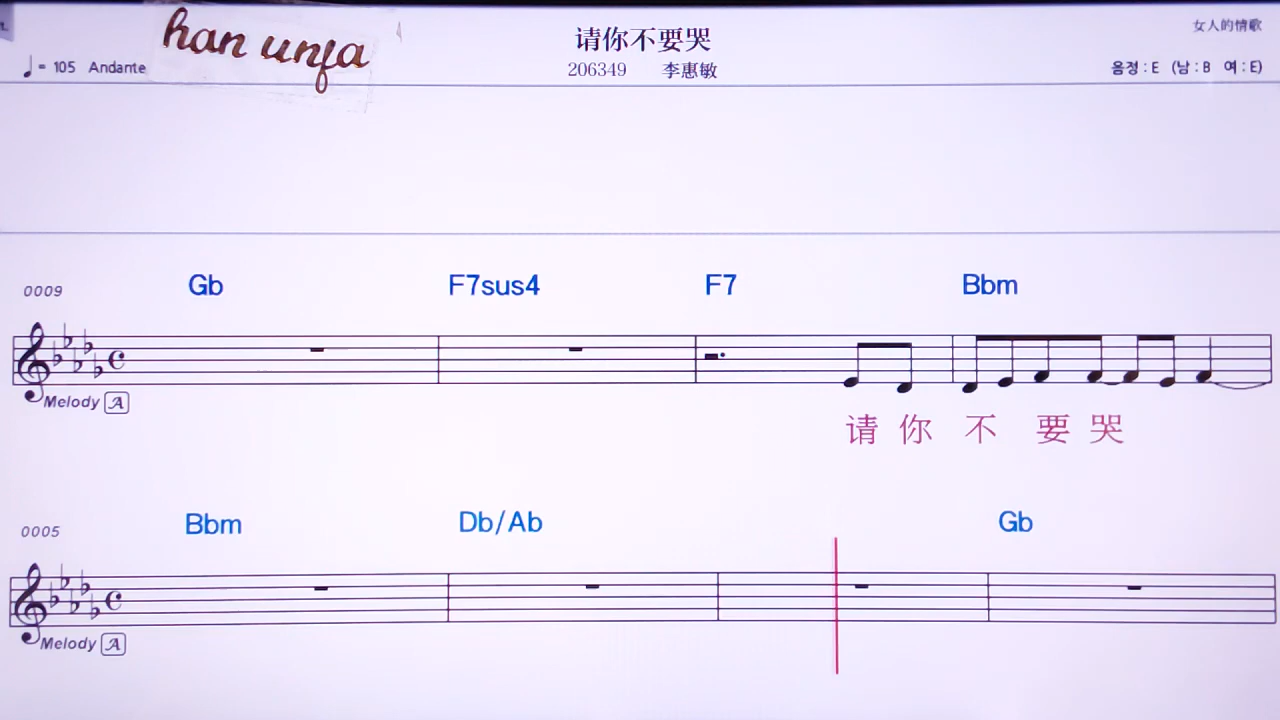 han unfa
请你不要哭
女人的情歌
♩= 105 Andante
206349 李惠敏
음정 : E (남 : B 여 : E)
0009 Gb F7sus4 F7 Bbm
Melody A
请 你 不 要 哭
0005 Bbm Db/Ab Gb
Melody A